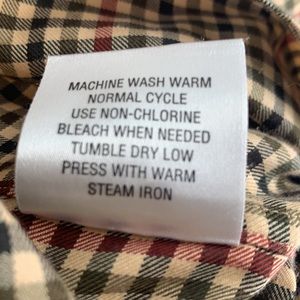 MACHINE WASH WARM
NORMAL CYCLE
USE NON-CHLORINE
BLEACH WHEN NEEDED
TUMBLE DRY LOW
PRESS WITH WARM
STEAM IRON